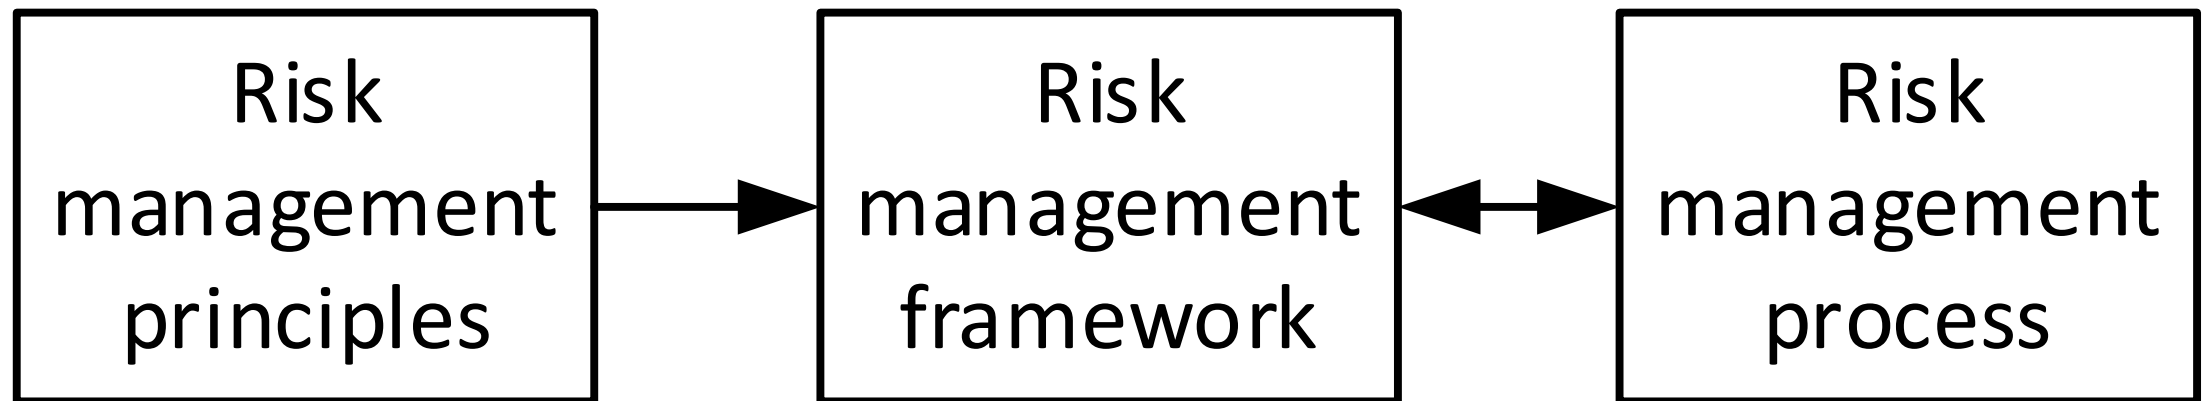 Risk
management
principles
Risk
management
framework
Risk
management
process